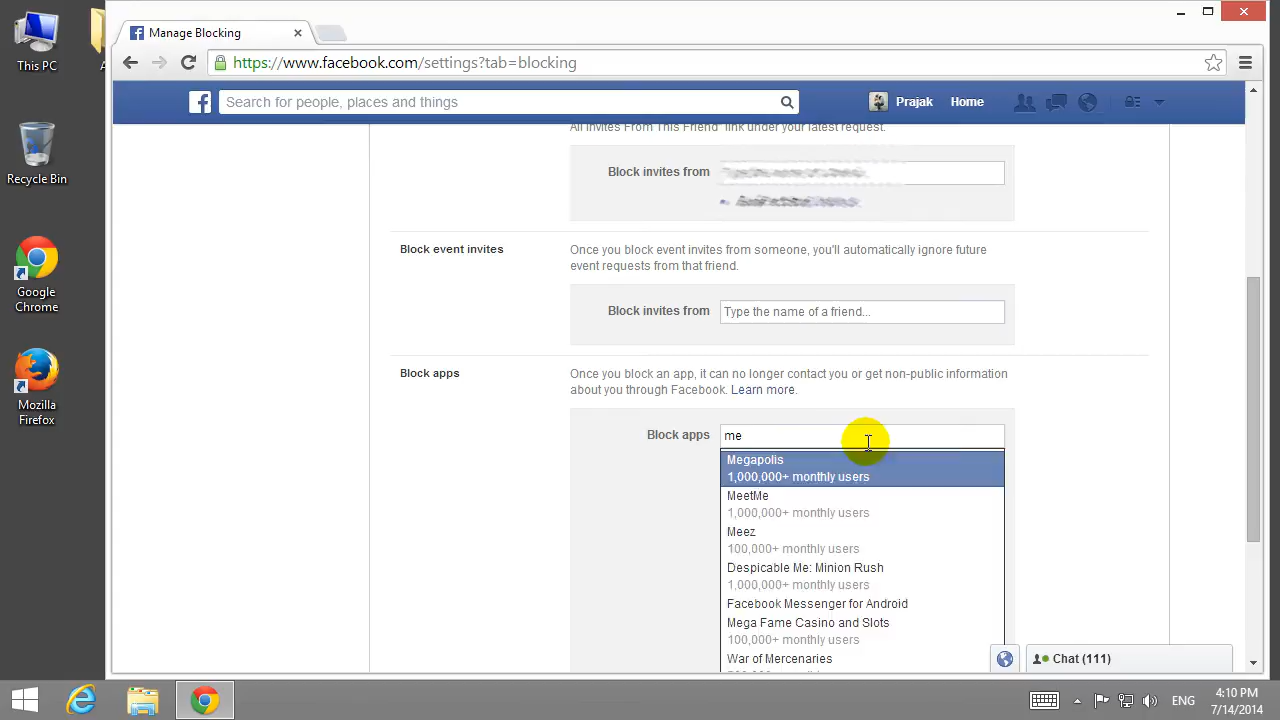 This PC
Recycle Bin
Google
Chrome
Mozilla
Firefox
Manage Blocking
https://www.facebook.com/settings?tab=blocking
Search for people, places and things
Prajak
Home
All Invites From This Friend" link under your latest request.
Block invites from
Block event invites
Once you block event invites from someone, you'll automatically ignore future
event requests from that friend.
Block invites from
Type the name of a friend...
Block apps
Once you block an app, it can no longer contact you or get non-public information
about you through Facebook. Learn more.
Block apps
me
Megapolis
1,000,000+ monthly users
MeetMe
1,000,000+ monthly users
Meez
100,000+ monthly users
Despicable Me: Minion Rush
1,000,000+ monthly users
Facebook Messenger for Android
Mega Fame Casino and Slots
100,000+ monthly users
War of Mercenaries
Chat (111)
ENG
4:10 PM
7/14/2014